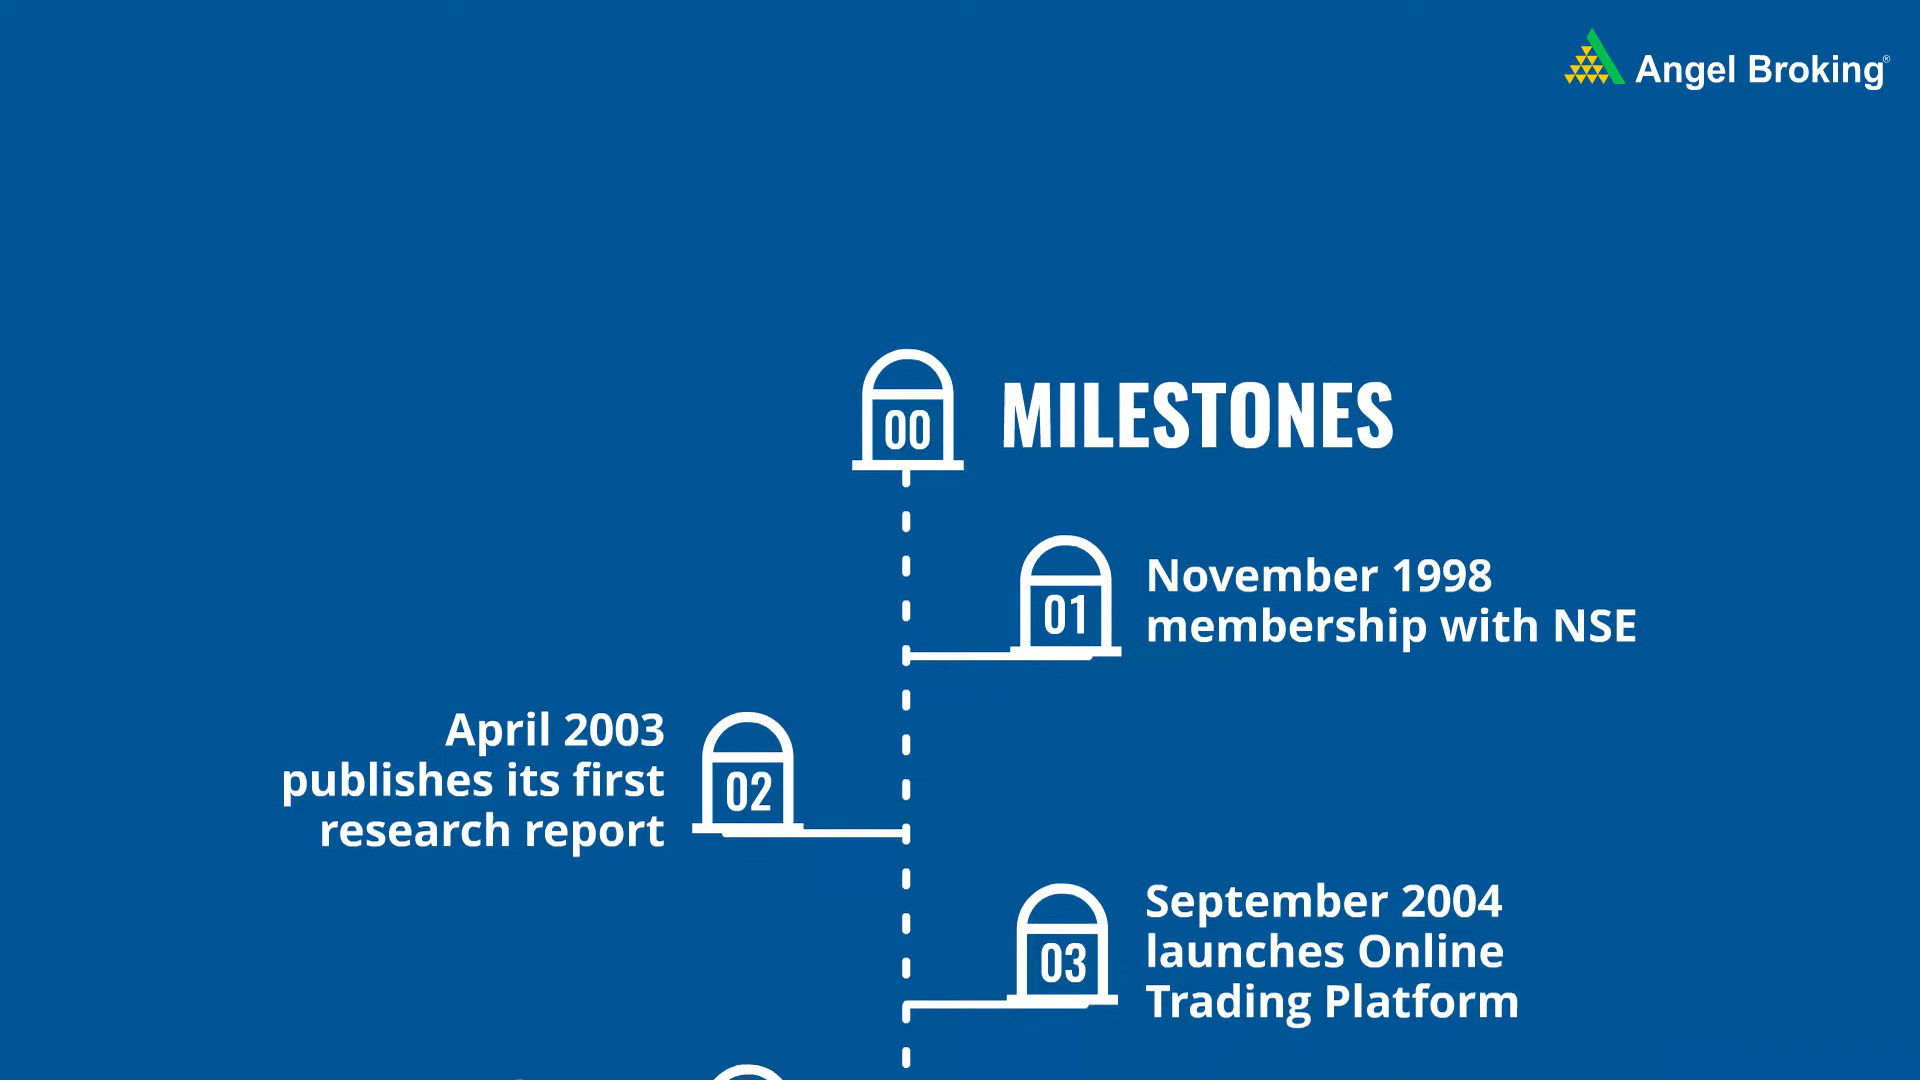 Angel Broking®
00
MILESTONES
01
November 1998
membership with NSE
April 2003
publishes its first
research report
02
03
September 2004
launches Online
Trading Platform